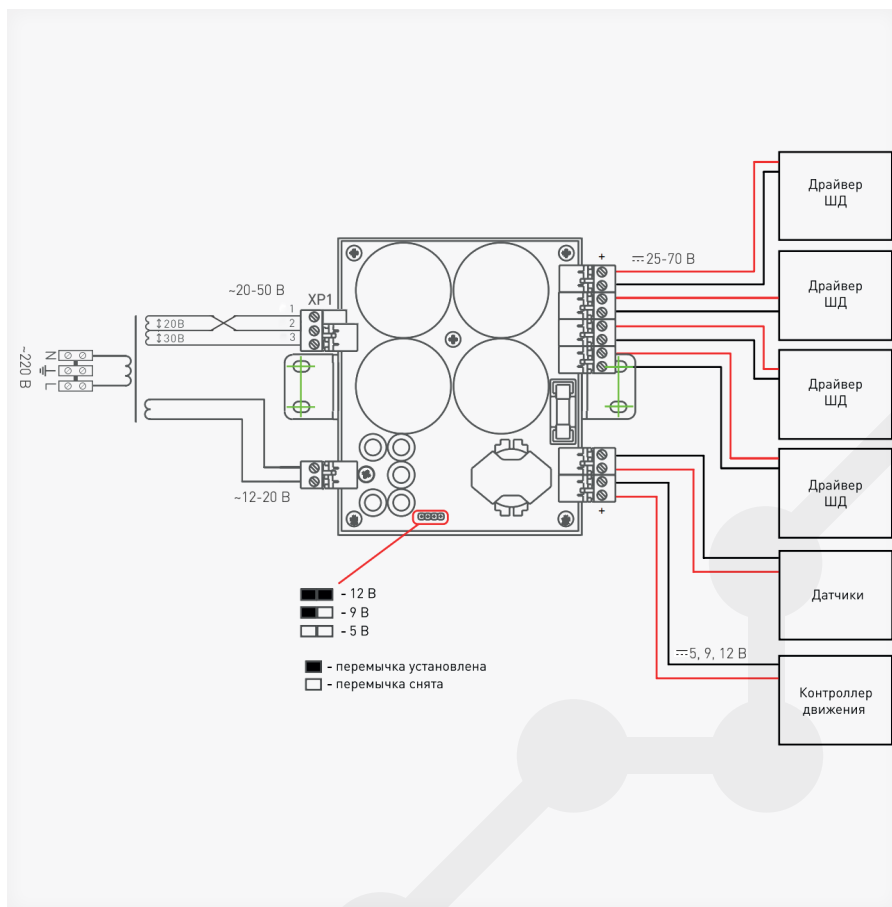 Драйвер
ШД
+
⎓25-70 В
~20-50 В
XP1
1
2
3
↕20В
↕30В
Драйвер
ШД
~220 В
N
L
Драйвер
ШД
~12-20 В
Драйвер
ШД
+
- 12 В
- 9 В
- 5 В
Датчики
⎓5, 9, 12 В
- перемычка установлена
- перемычка снята
Контроллер
движения